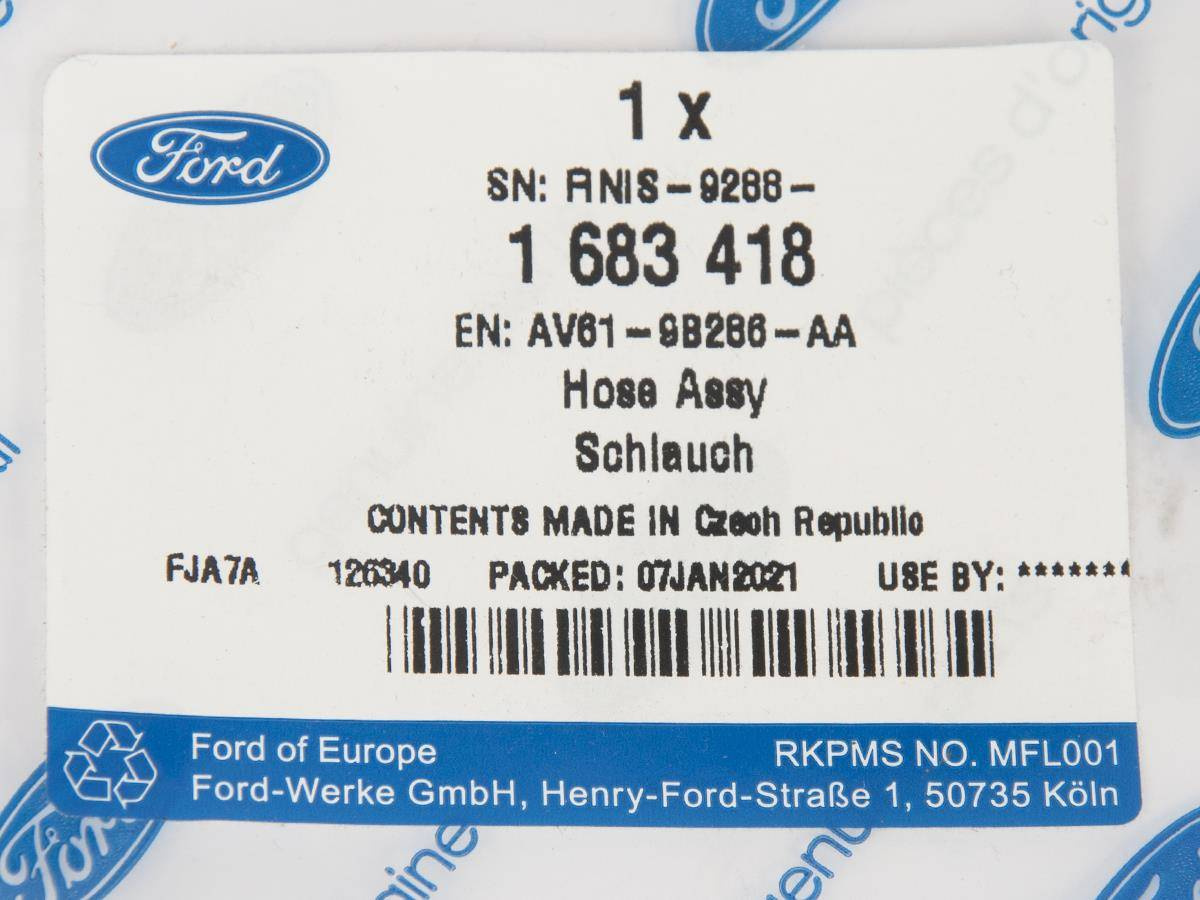 Ford
1 x
SN: RNIS-9288-
1 683 418
EN: AV61-9B286-AA
Hose Assy
Schlauch
CONTENTS MADE IN Czech Republic
FJA7A 126340 PACKED: 07JAN2021 USE BY: *******
Ford of Europe
RKPMS NO. MFL001
Ford-Werke GmbH, Henry-Ford-Straße 1, 50735 Köln
Ford